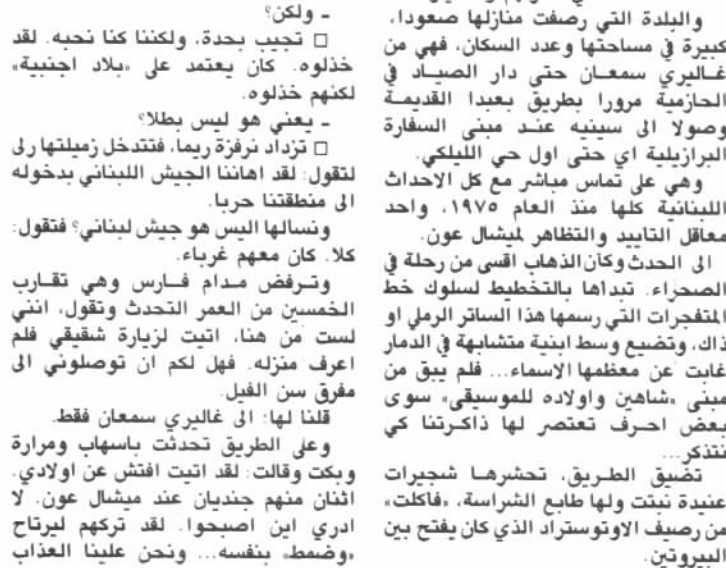 والبلدة التي رصفت منازلها صعودا،
كبيرة في مساحتها وعدد السكان، فهي من
غاليري سمعان حتى دار الصياد في
الحازمية مرورا بطريق بعبدا القديمة
وصولا الى سينيه عند مبنى السفارة
البرازيلية اي حتى اول حي الليلكي.
وهي على تماس مباشر مع كل الاحداث
اللبنانية كلها منذ العام ١٩٧٥، واحد
معاقل التاييد والتظاهر لميشال عون.
الى الحدث وكأن الذهاب اقسى من رحلة في
الصحراء. تبدأها بالتخطيط لسلوك خط
المتفجرات التي رسمها هذا الساتر الرملي او
ذاك، وتضيع وسط ابنية متشابهة في الدمار
غابت عن معظمها الاسماء... فلم يبق من
مبنى «شاهين واولاده للموسيقى» سوى
بعض احرف تعتصر لها ذاكرتنا كي
نتذكر...
تضيق الطريق، تحشرها شجيرات
عنيدة نبتت ولها طابع الشراسة، «فاكلت»
من رصيف الاوتوستراد الذي كان يفتح بين
البيروتين.
ـ ولكن؟
□ تجيب بحدة، ولكننا كنا نحبه. لقد
خذلوه. كان يعتمد على «بلاد اجنبية»
لكنهم خذلوه.
ـ يعني هو ليس بطلا؟
□ تزداد نرفزة ربما، فتتدخل زميلتها رلى
لتقول: لقد اهاننا الجيش اللبناني بدخوله
الى منطقتنا حربا.
ونسالها اليس هو جيش لبناني؟ فتقول:
كلا. كان معهم غرباء.
وترفض مدام فارس وهي تقارب
الخمسين من العمر التحدث وتقول، انني
لست من هنا، اتيت لزيارة شقيقي فلم
اعرف منزله. فهل لكم ان توصلوني الى
مفرق سن الفيل.
قلنا لها: الى غاليري سمعان فقط.
وعلى الطريق تحدثت باسهاب ومرارة
وبكت وقالت: لقد اتيت افتش عن اولادي.
اثنان منهم جنديان عند ميشال عون. لا
ادري اين اصبحوا. لقد تركهم ليرتاح
«وضمط» بنفسه... ونحن علينا العذاب